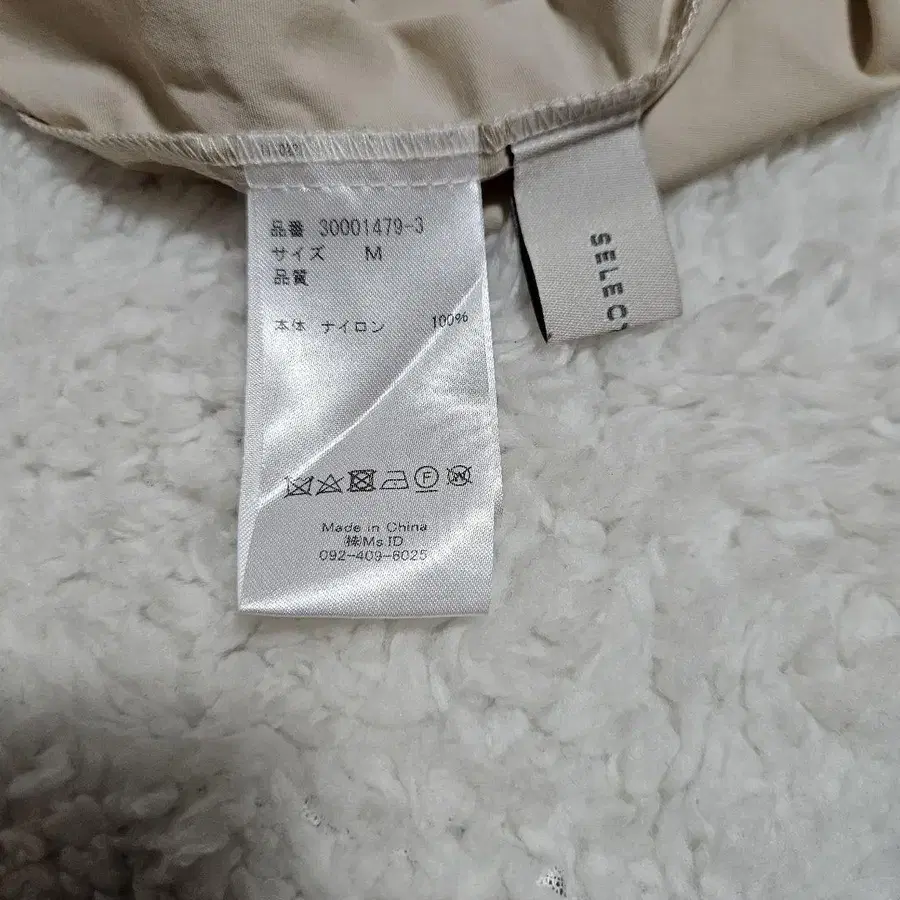 品番 30001479-3
サイズ M
品質
本体 ナイロン 100%
Made in China
㈱Ms.ID
092-409-6025
SELECT